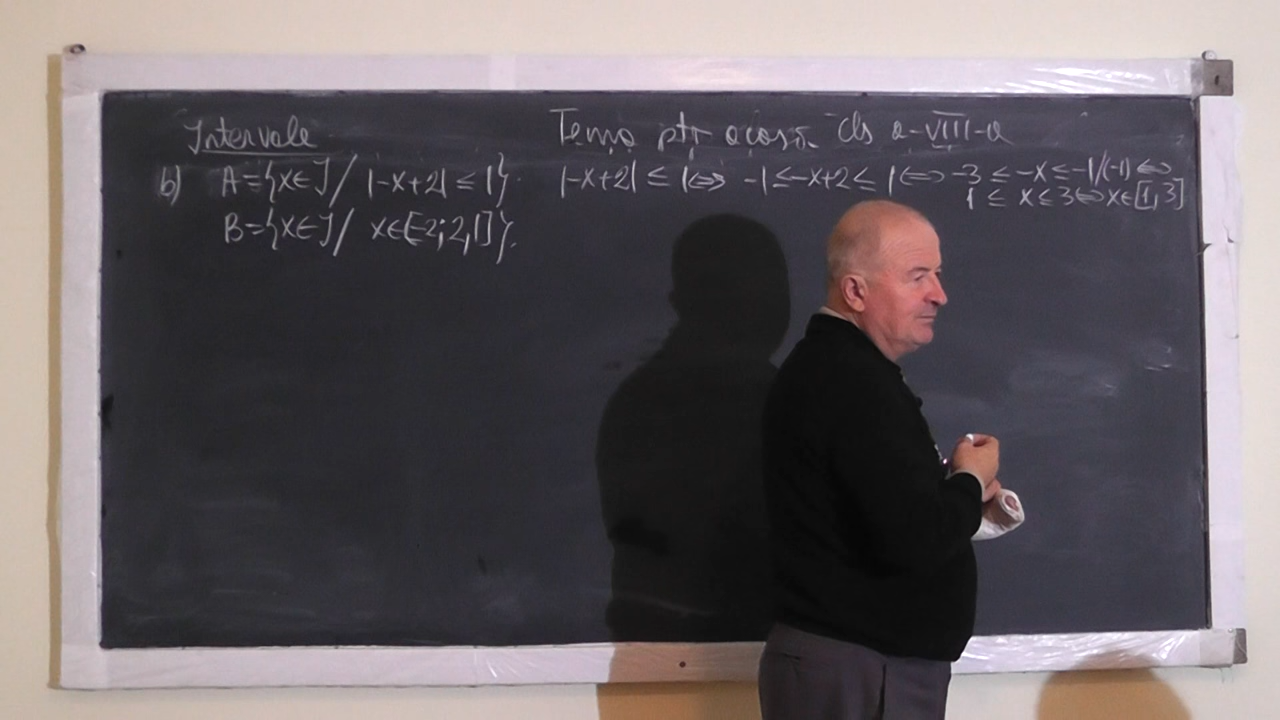 Intervale
Tema ptr acasă Cls a-VIII-a
b) A={x∈J/ |-x+2|≤1}. |-x+2|≤1⇔ -1≤-x+2≤1⇔ -3≤-x≤-1/(-1)⇔
1≤x≤3⇔x∈[1,3]
B={x∈J/ x∈[-2;2,1]}.